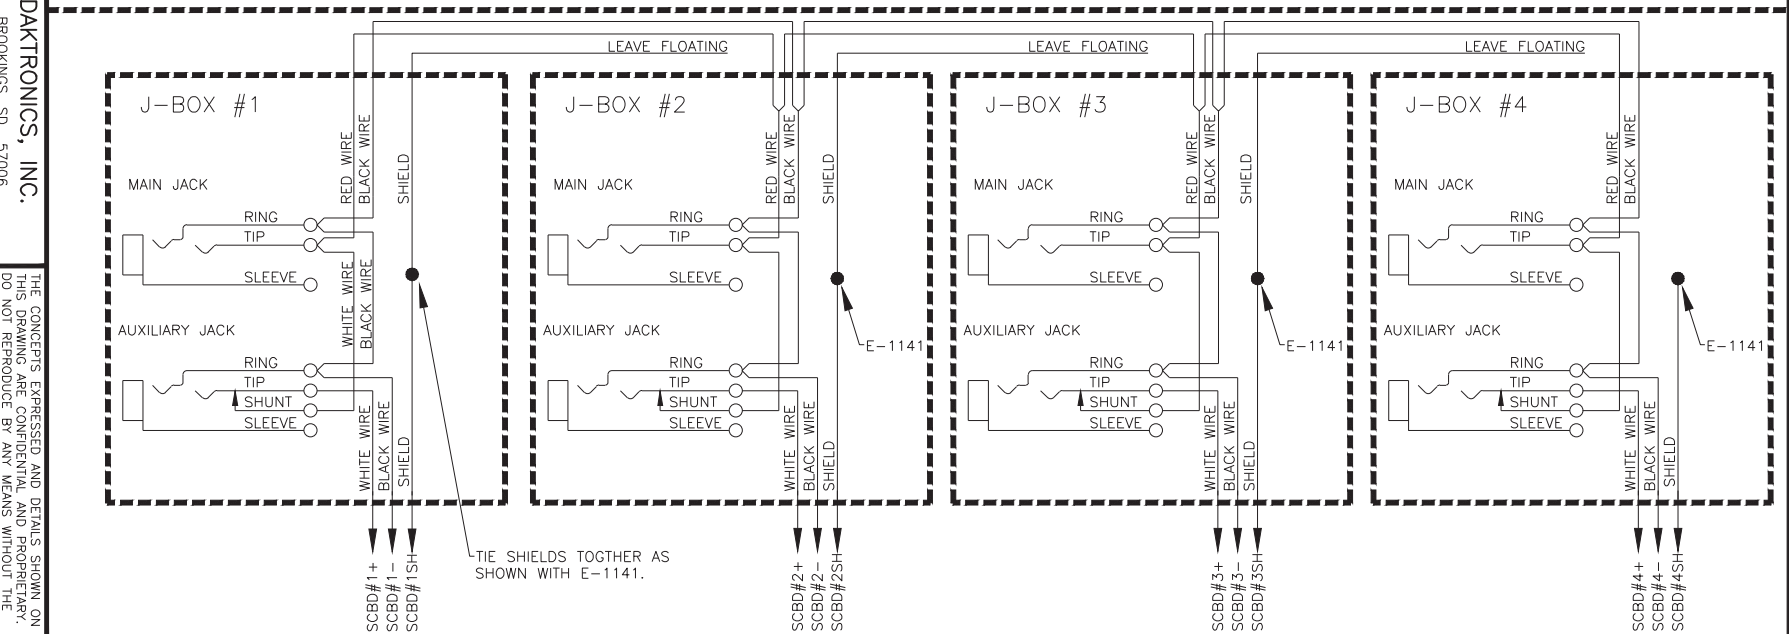 DAKTRONICS, INC.
BROOKINGS, SD 57006
THE CONCEPTS EXPRESSED AND DETAILS SHOWN ON
THIS DRAWING ARE CONFIDENTIAL AND PROPRIETARY.
DO NOT REPRODUCE BY ANY MEANS WITHOUT THE
LEAVE FLOATING
LEAVE FLOATING
LEAVE FLOATING
J-BOX #1
RED WIRE
BLACK WIRE
SHIELD
MAIN JACK
RING
TIP
SLEEVE
WHITE WIRE
BLACK WIRE
AUXILIARY JACK
RING
TIP
SHUNT
SLEEVE
WHITE WIRE
BLACK WIRE
SHIELD
SCBD#1+
SCBD#1-
SCBD#1SH
TIE SHIELDS TOGTHER AS
SHOWN WITH E-1141.
J-BOX #2
RED WIRE
BLACK WIRE
SHIELD
MAIN JACK
RING
TIP
SLEEVE
E-1141
AUXILIARY JACK
RING
TIP
SHUNT
SLEEVE
WHITE WIRE
BLACK WIRE
SHIELD
SCBD#2+
SCBD#2-
SCBD#2SH
J-BOX #3
RED WIRE
BLACK WIRE
SHIELD
MAIN JACK
RING
TIP
SLEEVE
E-1141
AUXILIARY JACK
RING
TIP
SHUNT
SLEEVE
WHITE WIRE
BLACK WIRE
SHIELD
SCBD#3+
SCBD#3-
SCBD#3SH
J-BOX #4
RED WIRE
BLACK WIRE
MAIN JACK
RING
TIP
SLEEVE
E-1141
AUXILIARY JACK
RING
TIP
SHUNT
SLEEVE
WHITE WIRE
BLACK WIRE
SHIELD
SCBD#4+
SCBD#4-
SCBD#4SH